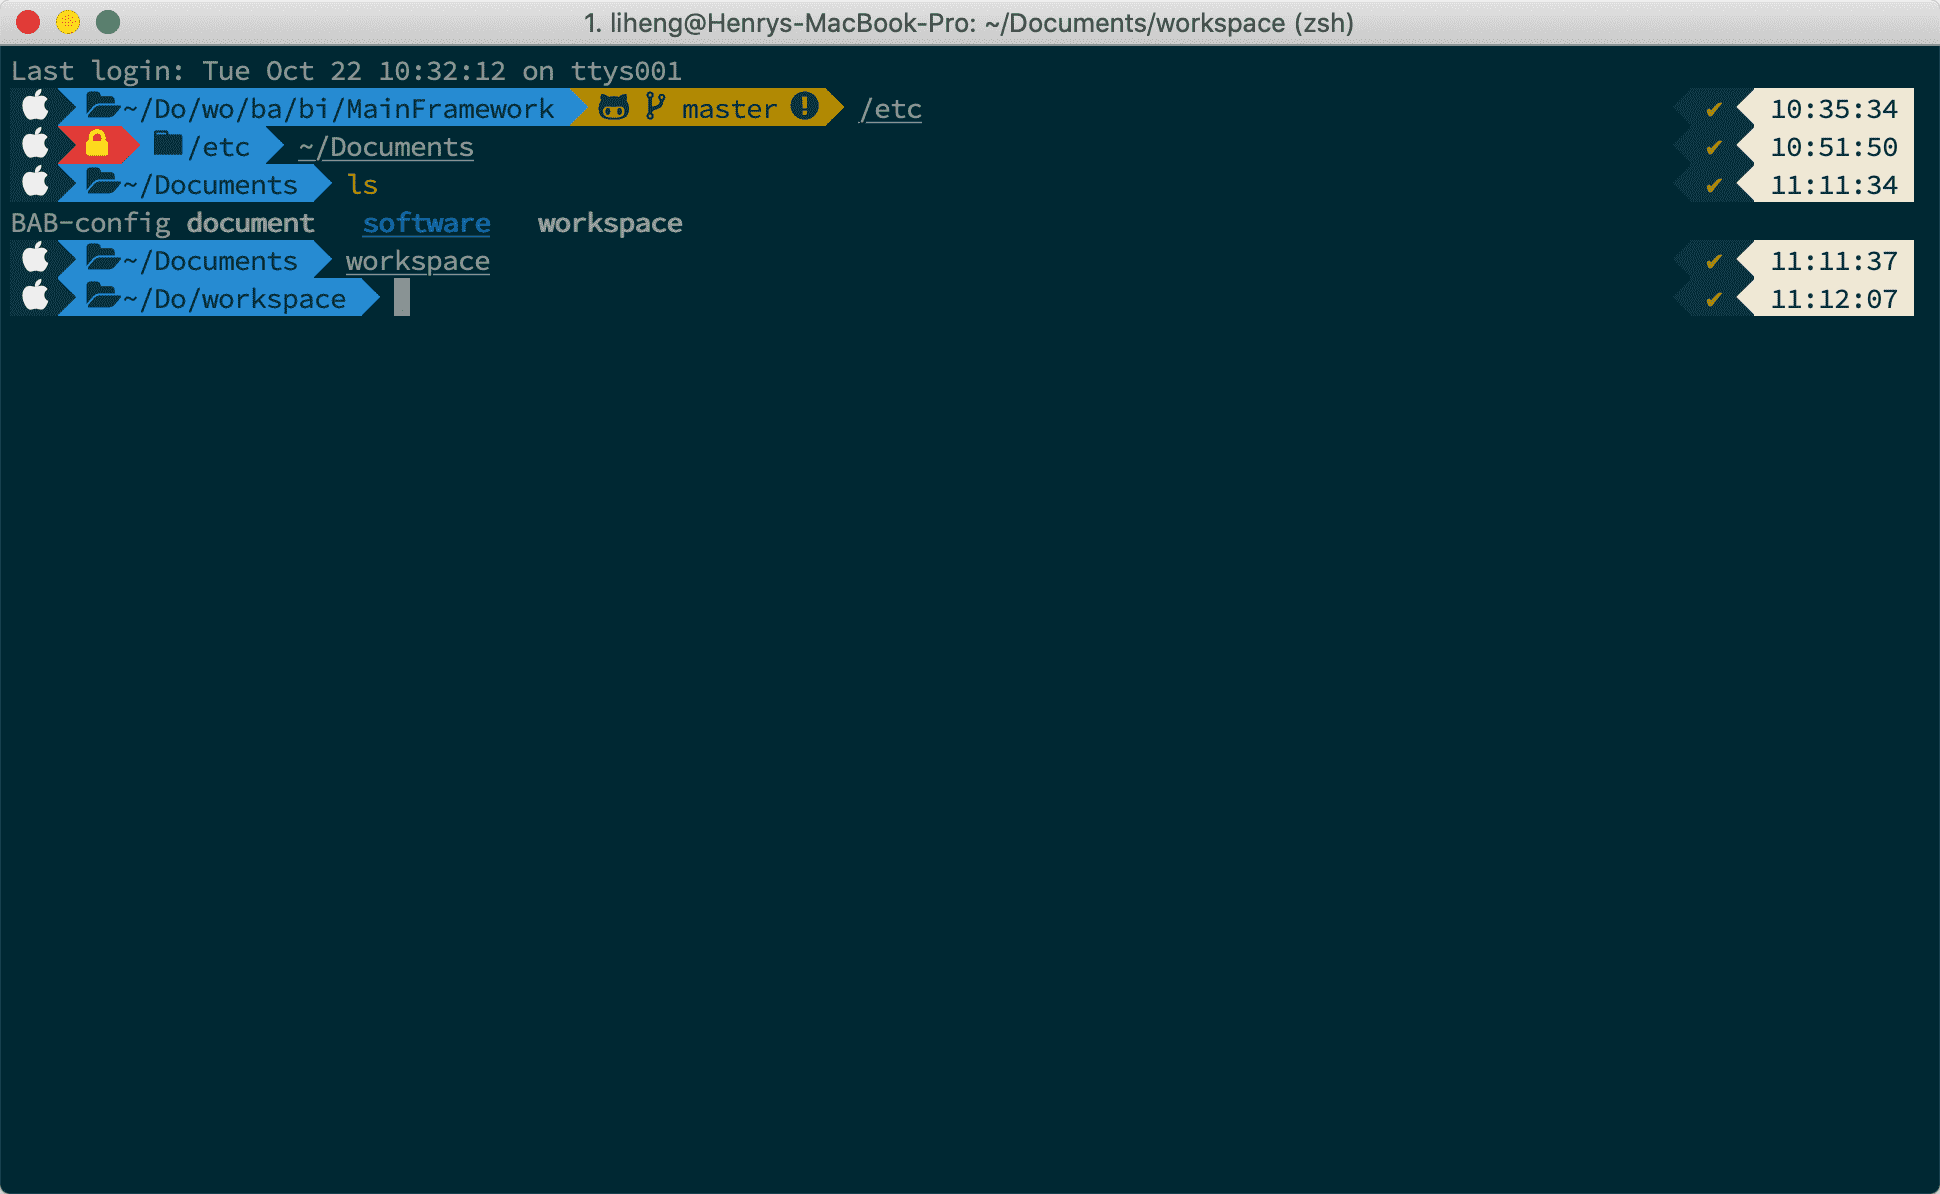 1. liheng@Henrys-MacBook-Pro: ~/Documents/workspace (zsh)
Last login: Tue Oct 22 10:32:12 on ttys001
~/Do/wo/ba/bi/MainFramework master /etc ✔ 10:35:34
/etc ~/Documents ✔ 10:51:50
~/Documents ls ✔ 11:11:34
BAB-config document software workspace
~/Documents workspace ✔ 11:11:37
~/Do/workspace ✔ 11:12:07